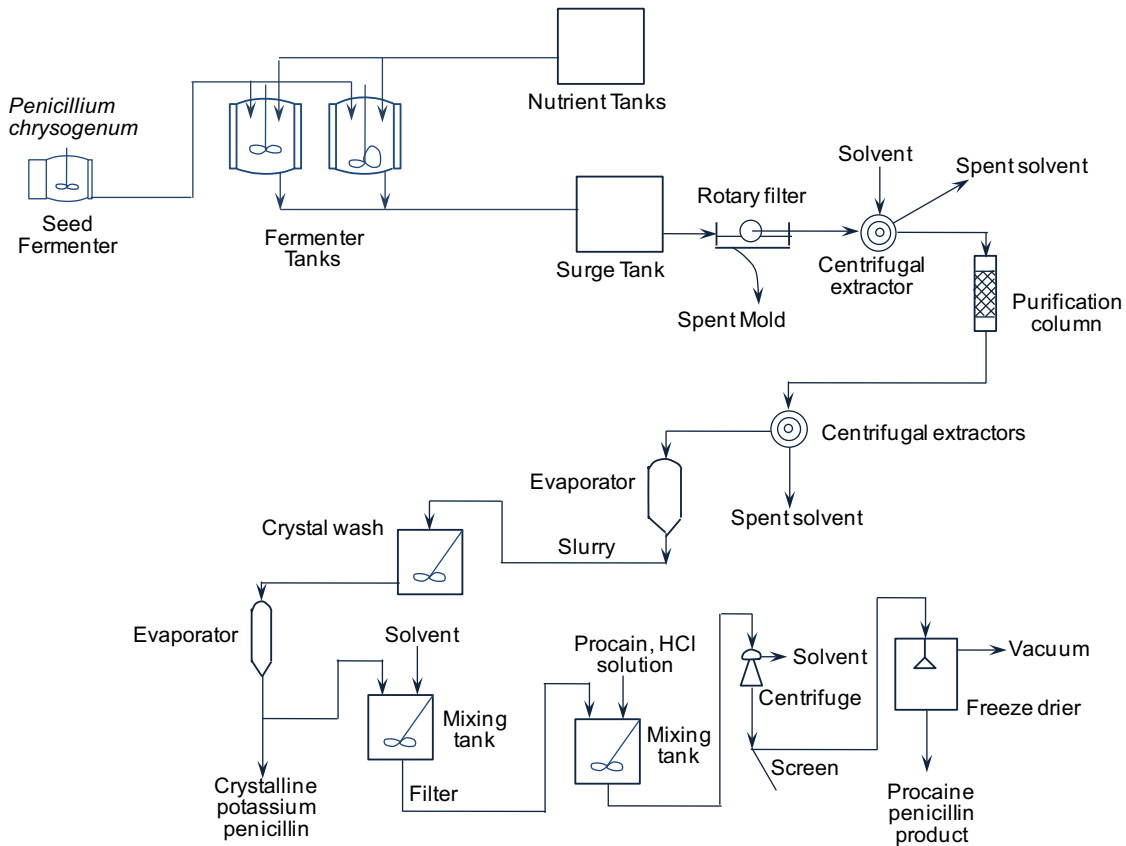 Nutrient Tanks
Penicillium
chrysogenum
Seed
Fermenter
Fermenter
Tanks
Surge Tank
Rotary filter
Spent Mold
Solvent
Spent solvent
Centrifugal
extractor
Purification
column
Centrifugal extractors
Spent solvent
Evaporator
Slurry
Crystal wash
Evaporator
Crystalline
potassium
penicillin
Solvent
Mixing
tank
Filter
Procain, HCl
solution
Mixing
tank
Solvent
Centrifuge
Screen
Vacuum
Freeze drier
Procaine
penicillin
product